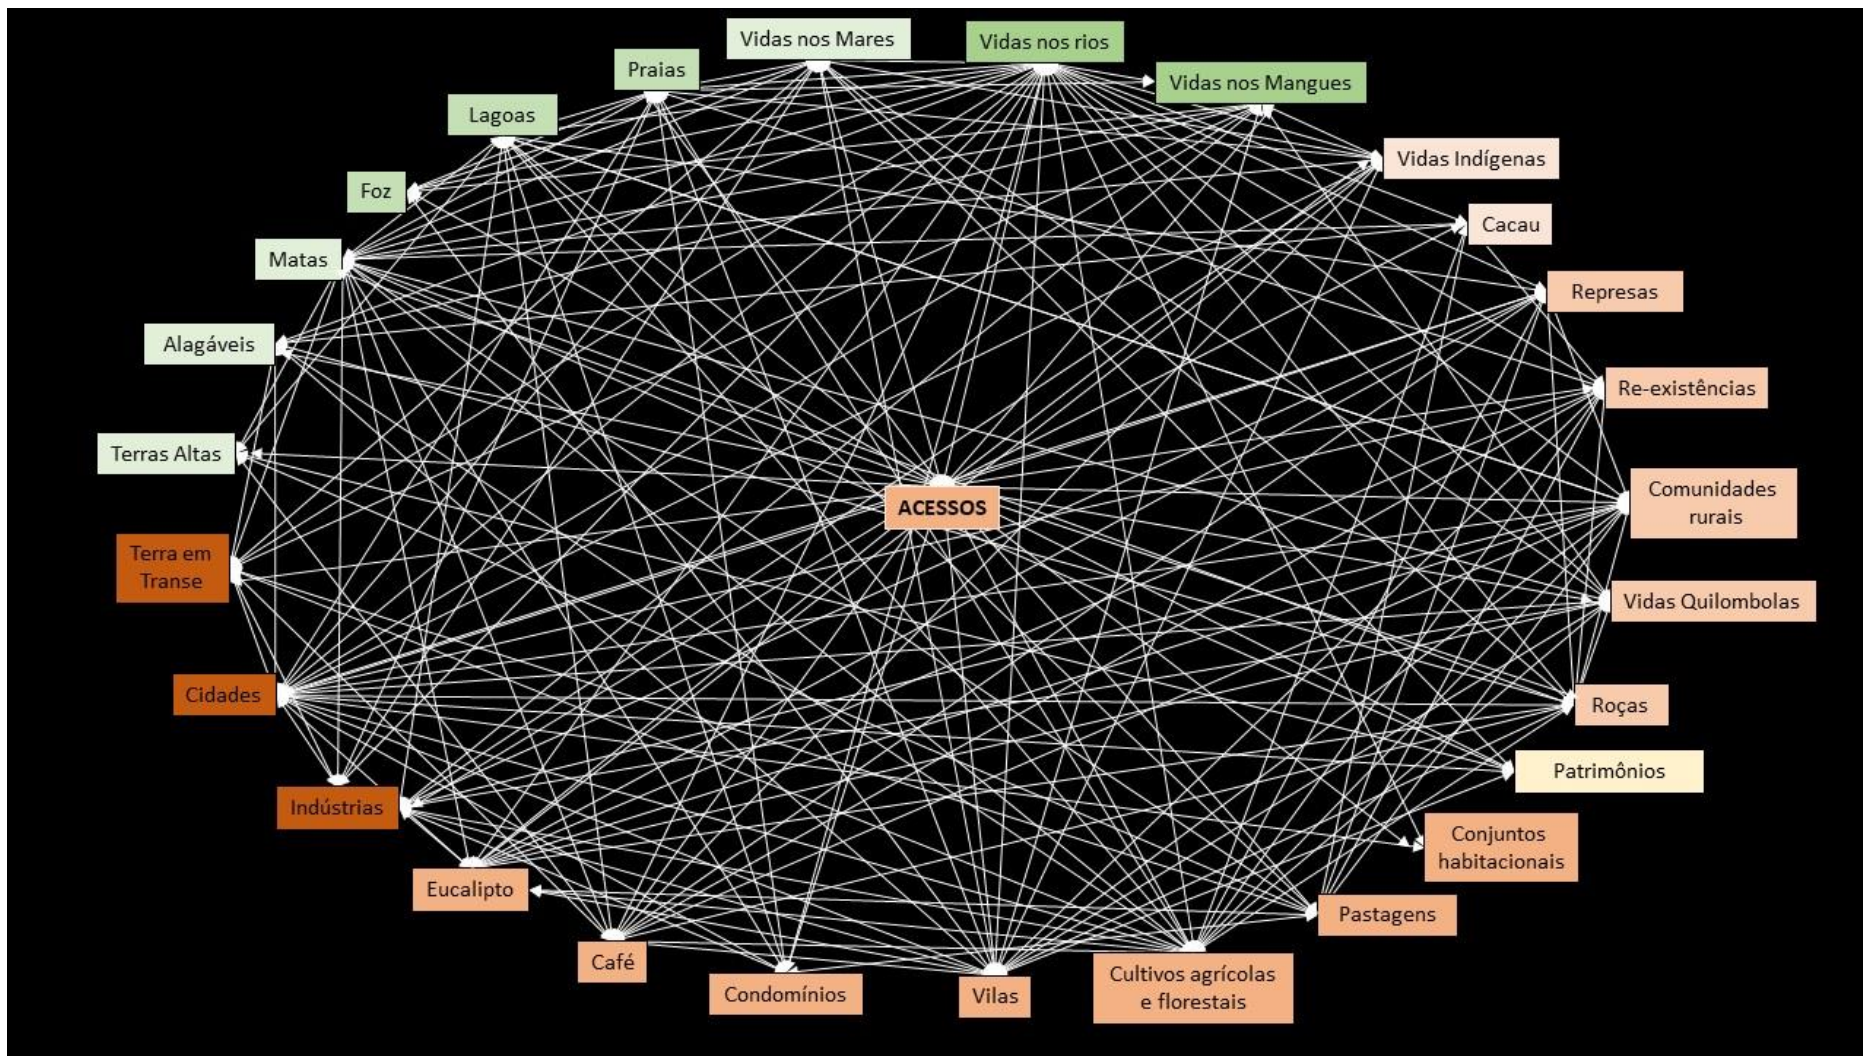 Vidas nos Mares
Vidas nos rios
Praias
Vidas nos Mangues
Lagoas
Vidas Indígenas
Foz
Cacau
Matas
Represas
Alagáveis
Re-existências
Terras Altas
Comunidades
rurais
ACESSOS
Terra em
Transe
Vidas Quilombolas
Cidades
Roças
Patrimônios
Indústrias
Conjuntos
habitacionais
Eucalipto
Pastagens
Café
Cultivos agrícolas
e florestais
Condomínios
Vilas